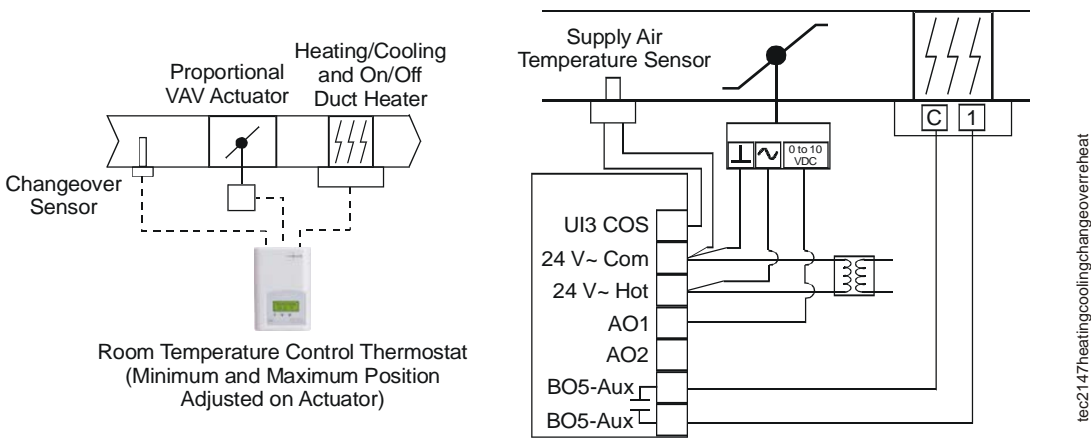 Proportional
VAV Actuator
Heating/Cooling
and On/Off
Duct Heater
Changeover
Sensor
Room Temperature Control Thermostat
(Minimum and Maximum Position
Adjusted on Actuator)
Supply Air
Temperature Sensor
C
1
0 to 10
VDC
UI3 COS
24 V~ Com
24 V~ Hot
AO1
AO2
BO5-Aux
BO5-Aux
tec2147heatingcoolingchangeoverreheat